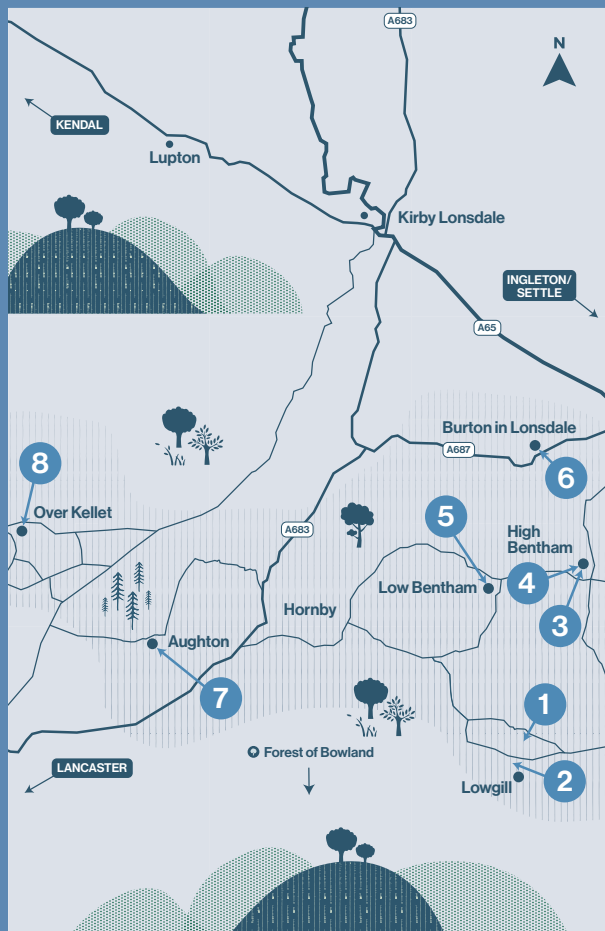 A683
N
KENDAL
Lupton
Kirby Lonsdale
INGLETON/
SETTLE
A65
Burton in Lonsdale
A687
8
6
Over Kellet
5
High
Bentham
A683
Low Bentham
4
Hornby
3
Aughton
7
1
Forest of Bowland
LANCASTER
2
Lowgill